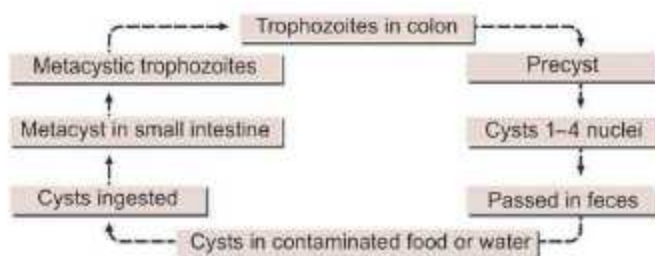 Trophozoites in colon
Metacystic trophozoites
Precyst
Metacyst in small intestine
Cysts 1–4 nuclei
Cysts ingested
Passed in feces
Cysts in contaminated food or water